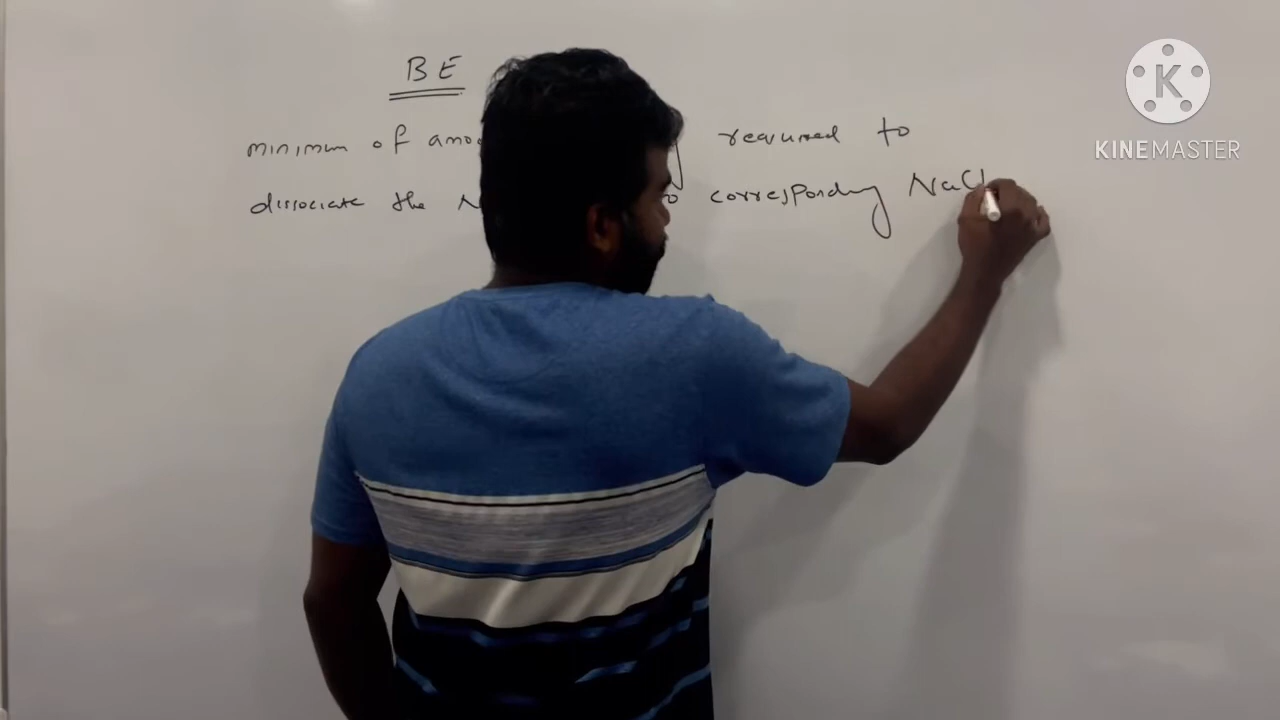 BE
minimum of amo required to
dissociate the N corresponding Nacl
KINEMASTER